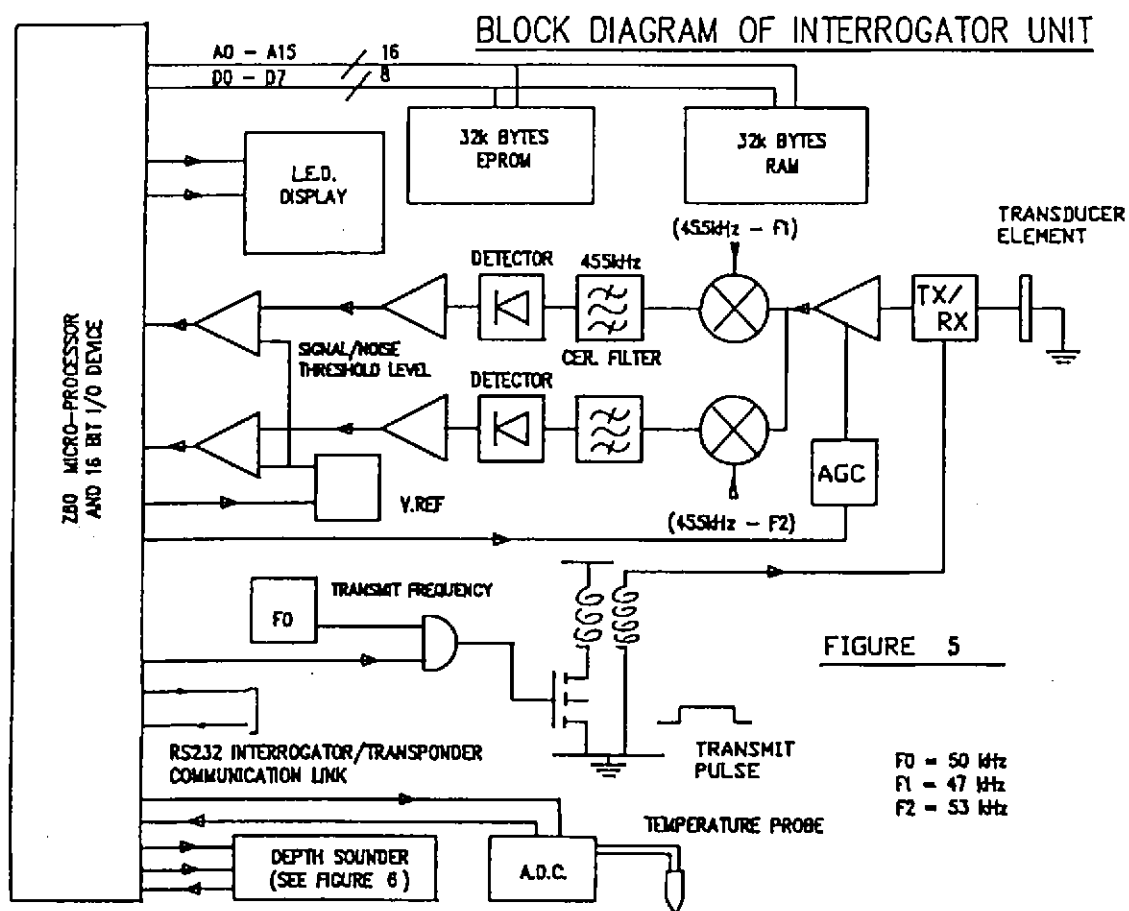 BLOCK DIAGRAM OF INTERROGATOR UNIT
A0 - A15
16
D0 - D7
8
32k BYTES
EPROM
32k BYTES
RAM
L.E.D.
DISPLAY
(455kHz - F1)
TRANSDUCER
ELEMENT
DETECTOR
455kHz
TX/
RX
CER. FILTER
SIGNAL/NOISE
THRESHOLD LEVEL
DETECTOR
Z80 MICRO-PROCESSOR
AND 16 BIT I/O DEVICE
AGC
V.REF
(455kHz - F2)
TRANSMIT FREQUENCY
F0
FIGURE 5
RS232 INTERROGATOR/TRANSPONDER
COMMUNICATION LINK
TRANSMIT
PULSE
F0 = 50 kHz
F1 = 47 kHz
F2 = 53 kHz
TEMPERATURE PROBE
DEPTH SOUNDER
(SEE FIGURE 6)
A.D.C.